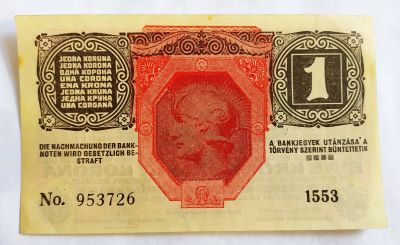 JEDNA KORUNA
JEDNA KORONA
ОДНА КОРОНА
UNA CORONA
ENA KRONA
JEDNA KRUNA
ЈЕДНА КРУНА
UNA COROANĂ
1
DIE NACHMACHUNG DER BANK-
NOTEN WIRD GESETZLICH BE-
STRAFT
A BANKJEGYEK UTÁNZÁSA A
TÖRVÉNY SZERINT BÜNTETTETIK
No. 953726
1553